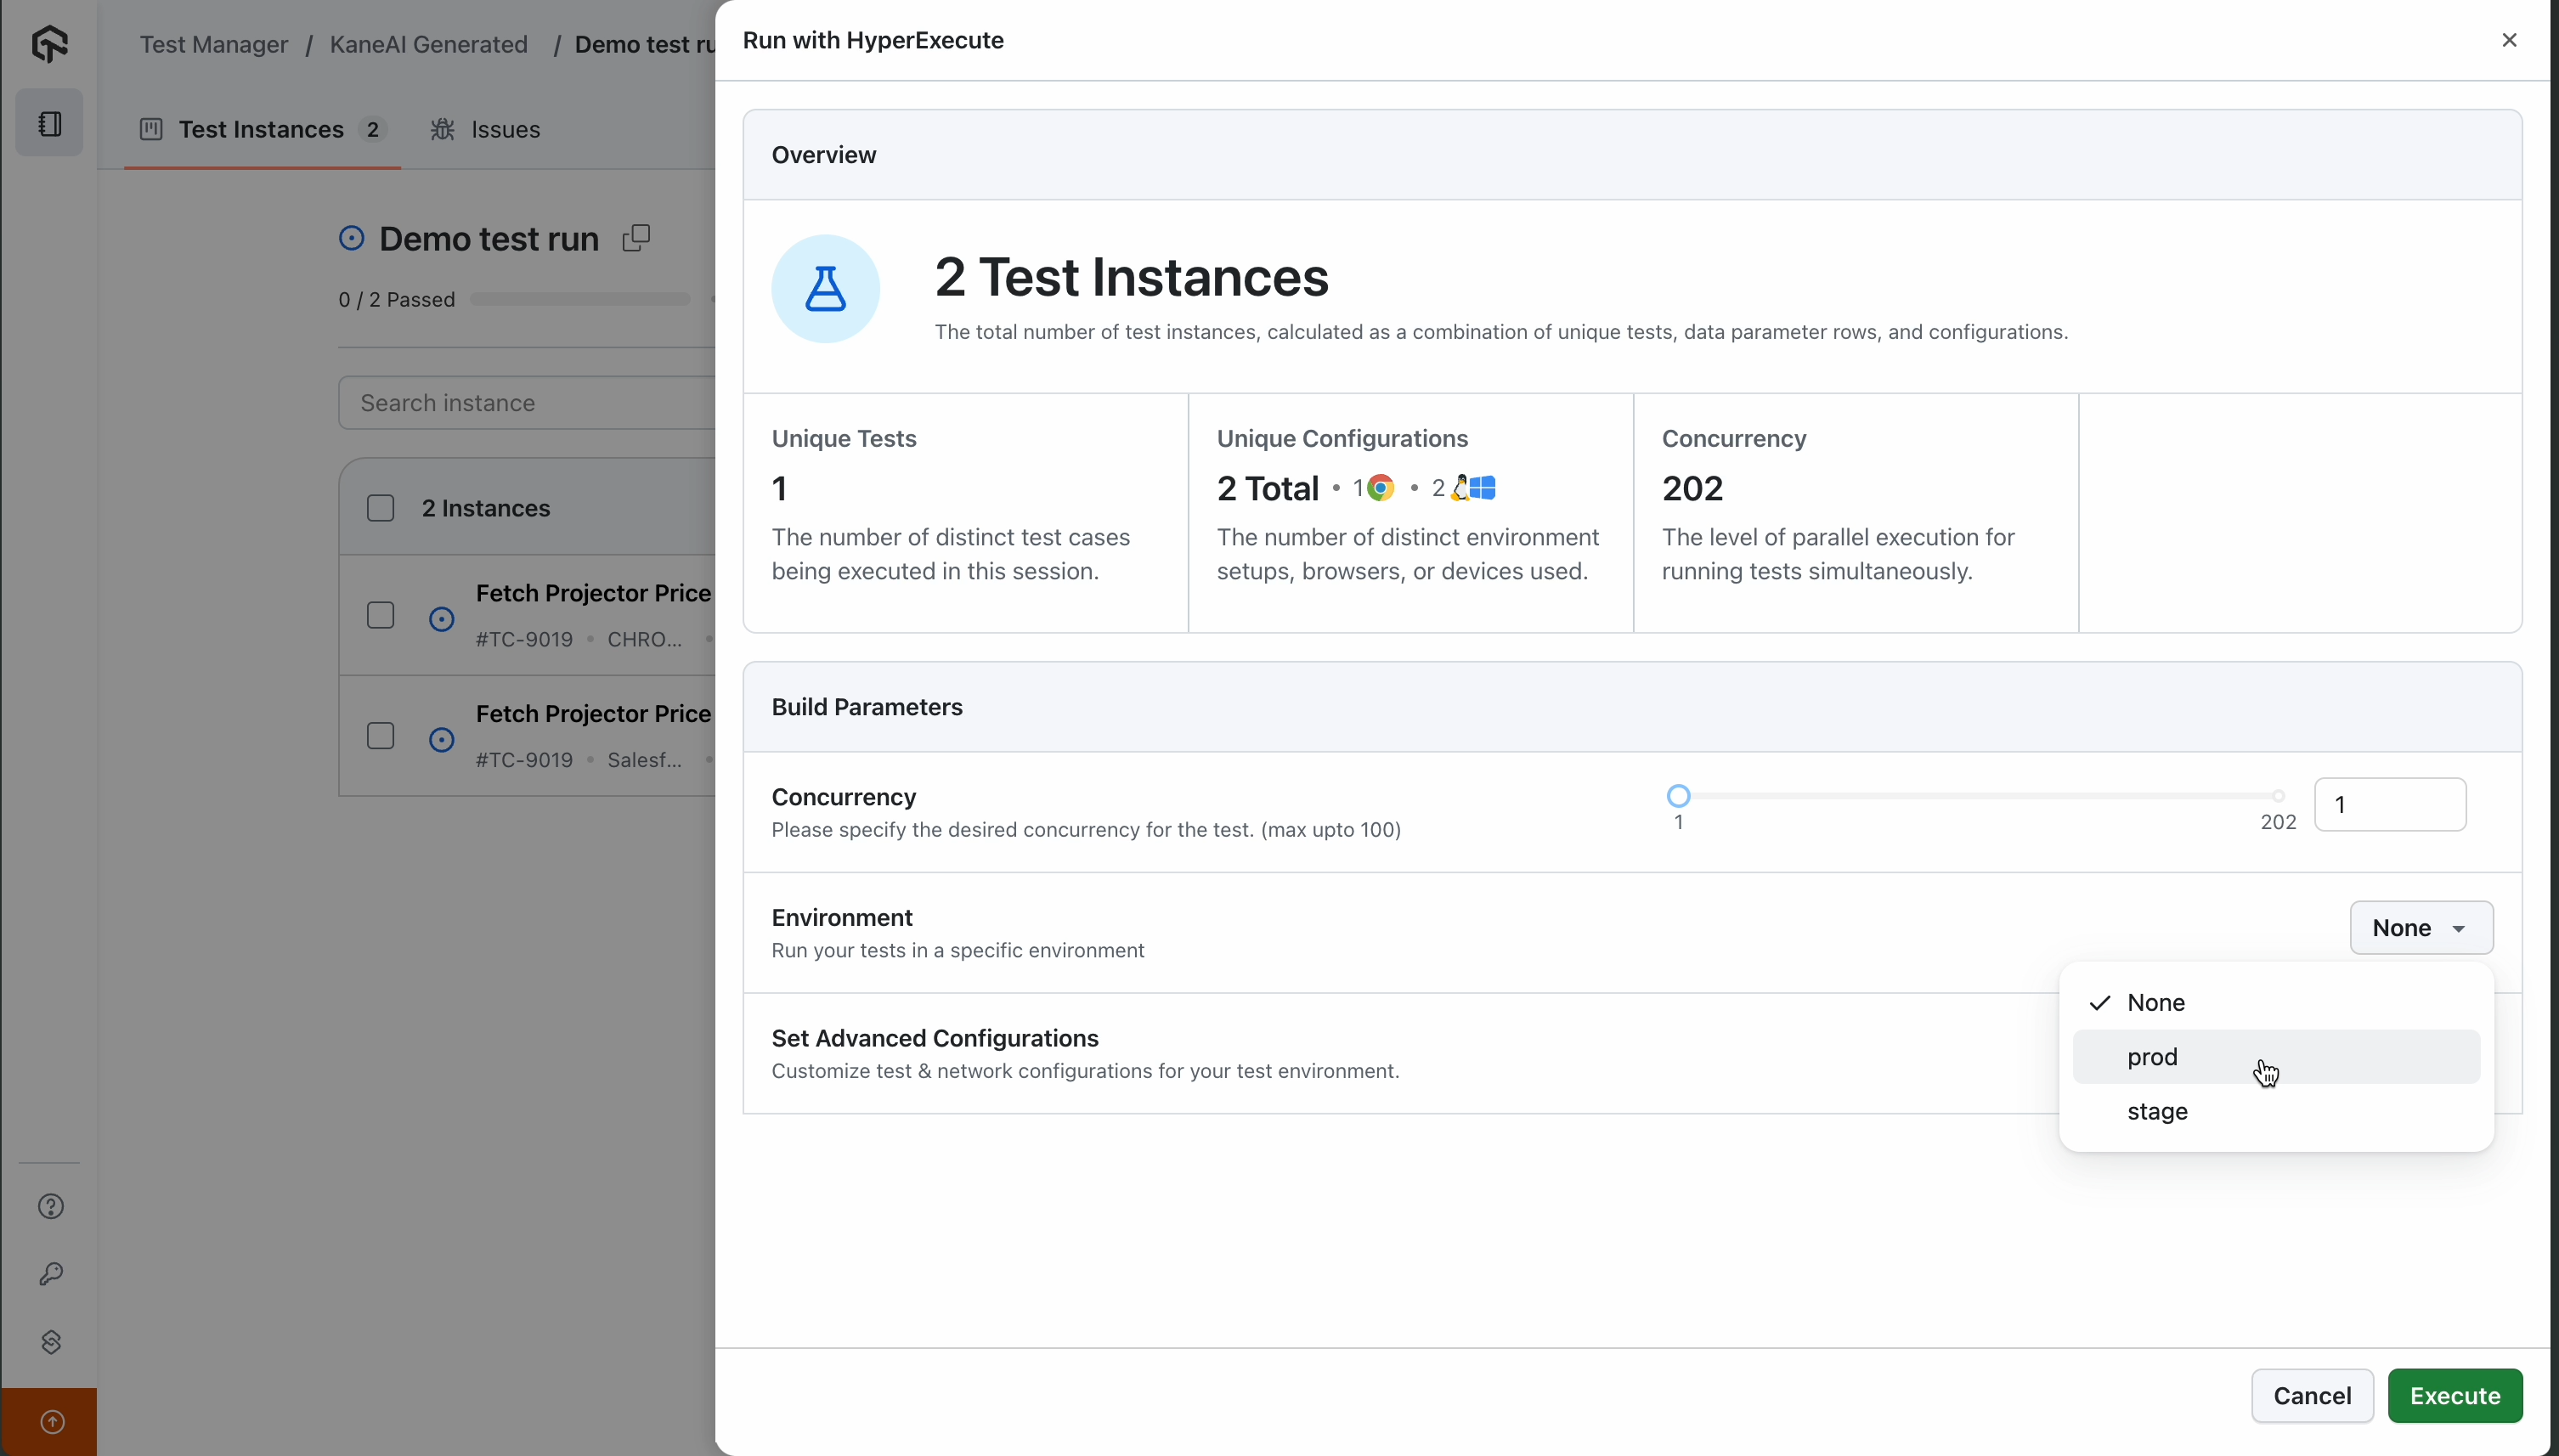 Test Manager / KaneAI Generated / Demo test ru
Run with HyperExecute
Test Instances 2
Issues
Demo test run
0 / 2 Passed
Search instance
2 Instances
Fetch Projector Price
#TC-9019 • CHRO...
Fetch Projector Price
#TC-9019 • Salesf...
Overview
2 Test Instances
The total number of test instances, calculated as a combination of unique tests, data parameter rows, and configurations.
Unique Tests
1
The number of distinct test cases
being executed in this session.
Unique Configurations
2 Total • 1 • 2
The number of distinct environment
setups, browsers, or devices used.
Concurrency
202
The level of parallel execution for
running tests simultaneously.
Build Parameters
Concurrency
Please specify the desired concurrency for the test. (max upto 100)
1
202
1
Environment
Run your tests in a specific environment
None
None
prod
stage
Set Advanced Configurations
Customize test & network configurations for your test environment.
Cancel
Execute